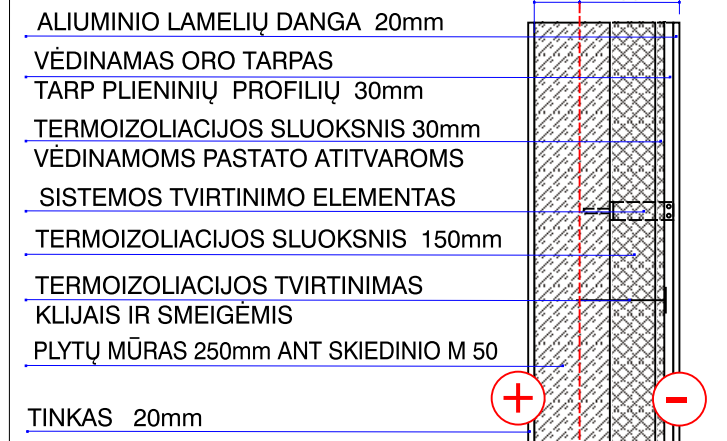 ALIUMINIO LAMELIŲ DANGA 20mm
VĖDINAMAS ORO TARPAS
TARP PLIENINIŲ PROFILIŲ 30mm
TERMOIZOLIACIJOS SLUOKSNIS 30mm
VĖDINAMOMS PASTATO ATITVAROMS
SISTEMOS TVIRTINIMO ELEMENTAS
TERMOIZOLIACIJOS SLUOKSNIS 150mm
TERMOIZOLIACIJOS TVIRTINIMAS
KLIJAIS IR SMEIGĖMIS
PLYTŲ MŪRAS 250mm ANT SKIEDINIO M 50
+ -
TINKAS 20mm